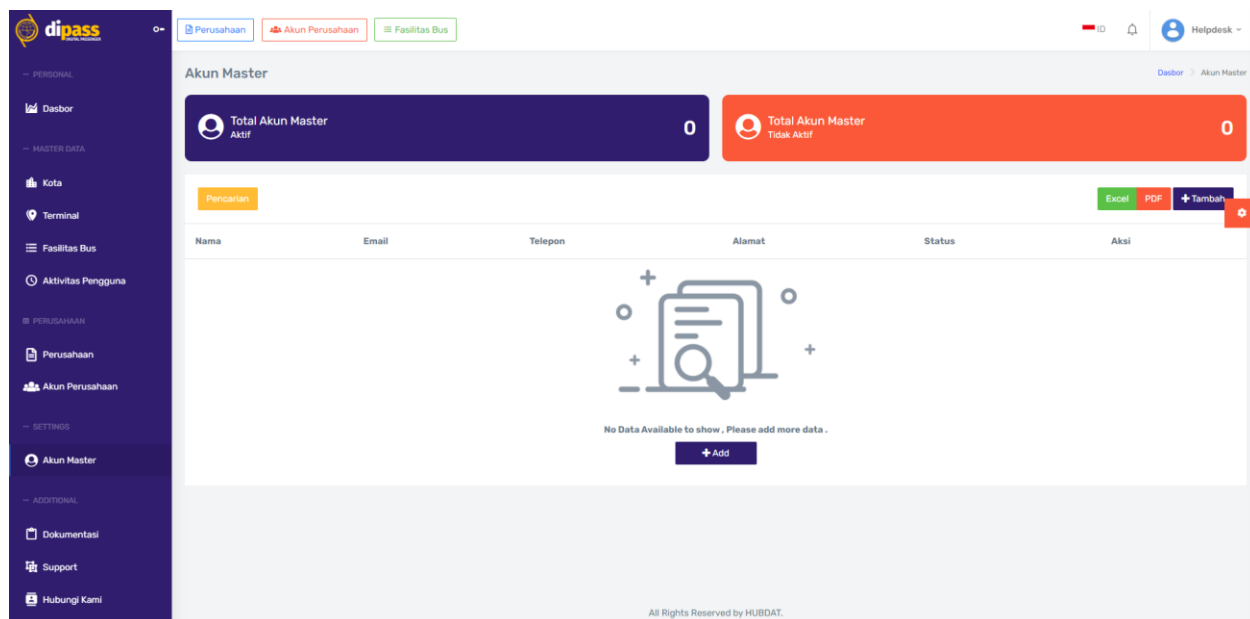 dipass
DIGITAL PASSENGER
Perusahaan
Akun Perusahaan
Fasilitas Bus
ID
Helpdesk
— PERSONAL
Dasbor
— MASTER DATA
Kota
Terminal
Fasilitas Bus
Aktivitas Pengguna
PERUSAHAAN
Perusahaan
Akun Perusahaan
— SETTINGS
Akun Master
— ADDITIONAL
Dokumentasi
Support
Hubungi Kami
Akun Master
Dasbor > Akun Master
Total Akun Master
Aktif
0
Total Akun Master
Tidak Aktif
0
Pencarian
Excel PDF + Tambah
Nama Email Telepon Alamat Status Aksi
No Data Available to show , Please add more data .
+ Add
All Rights Reserved by HUBDAT.